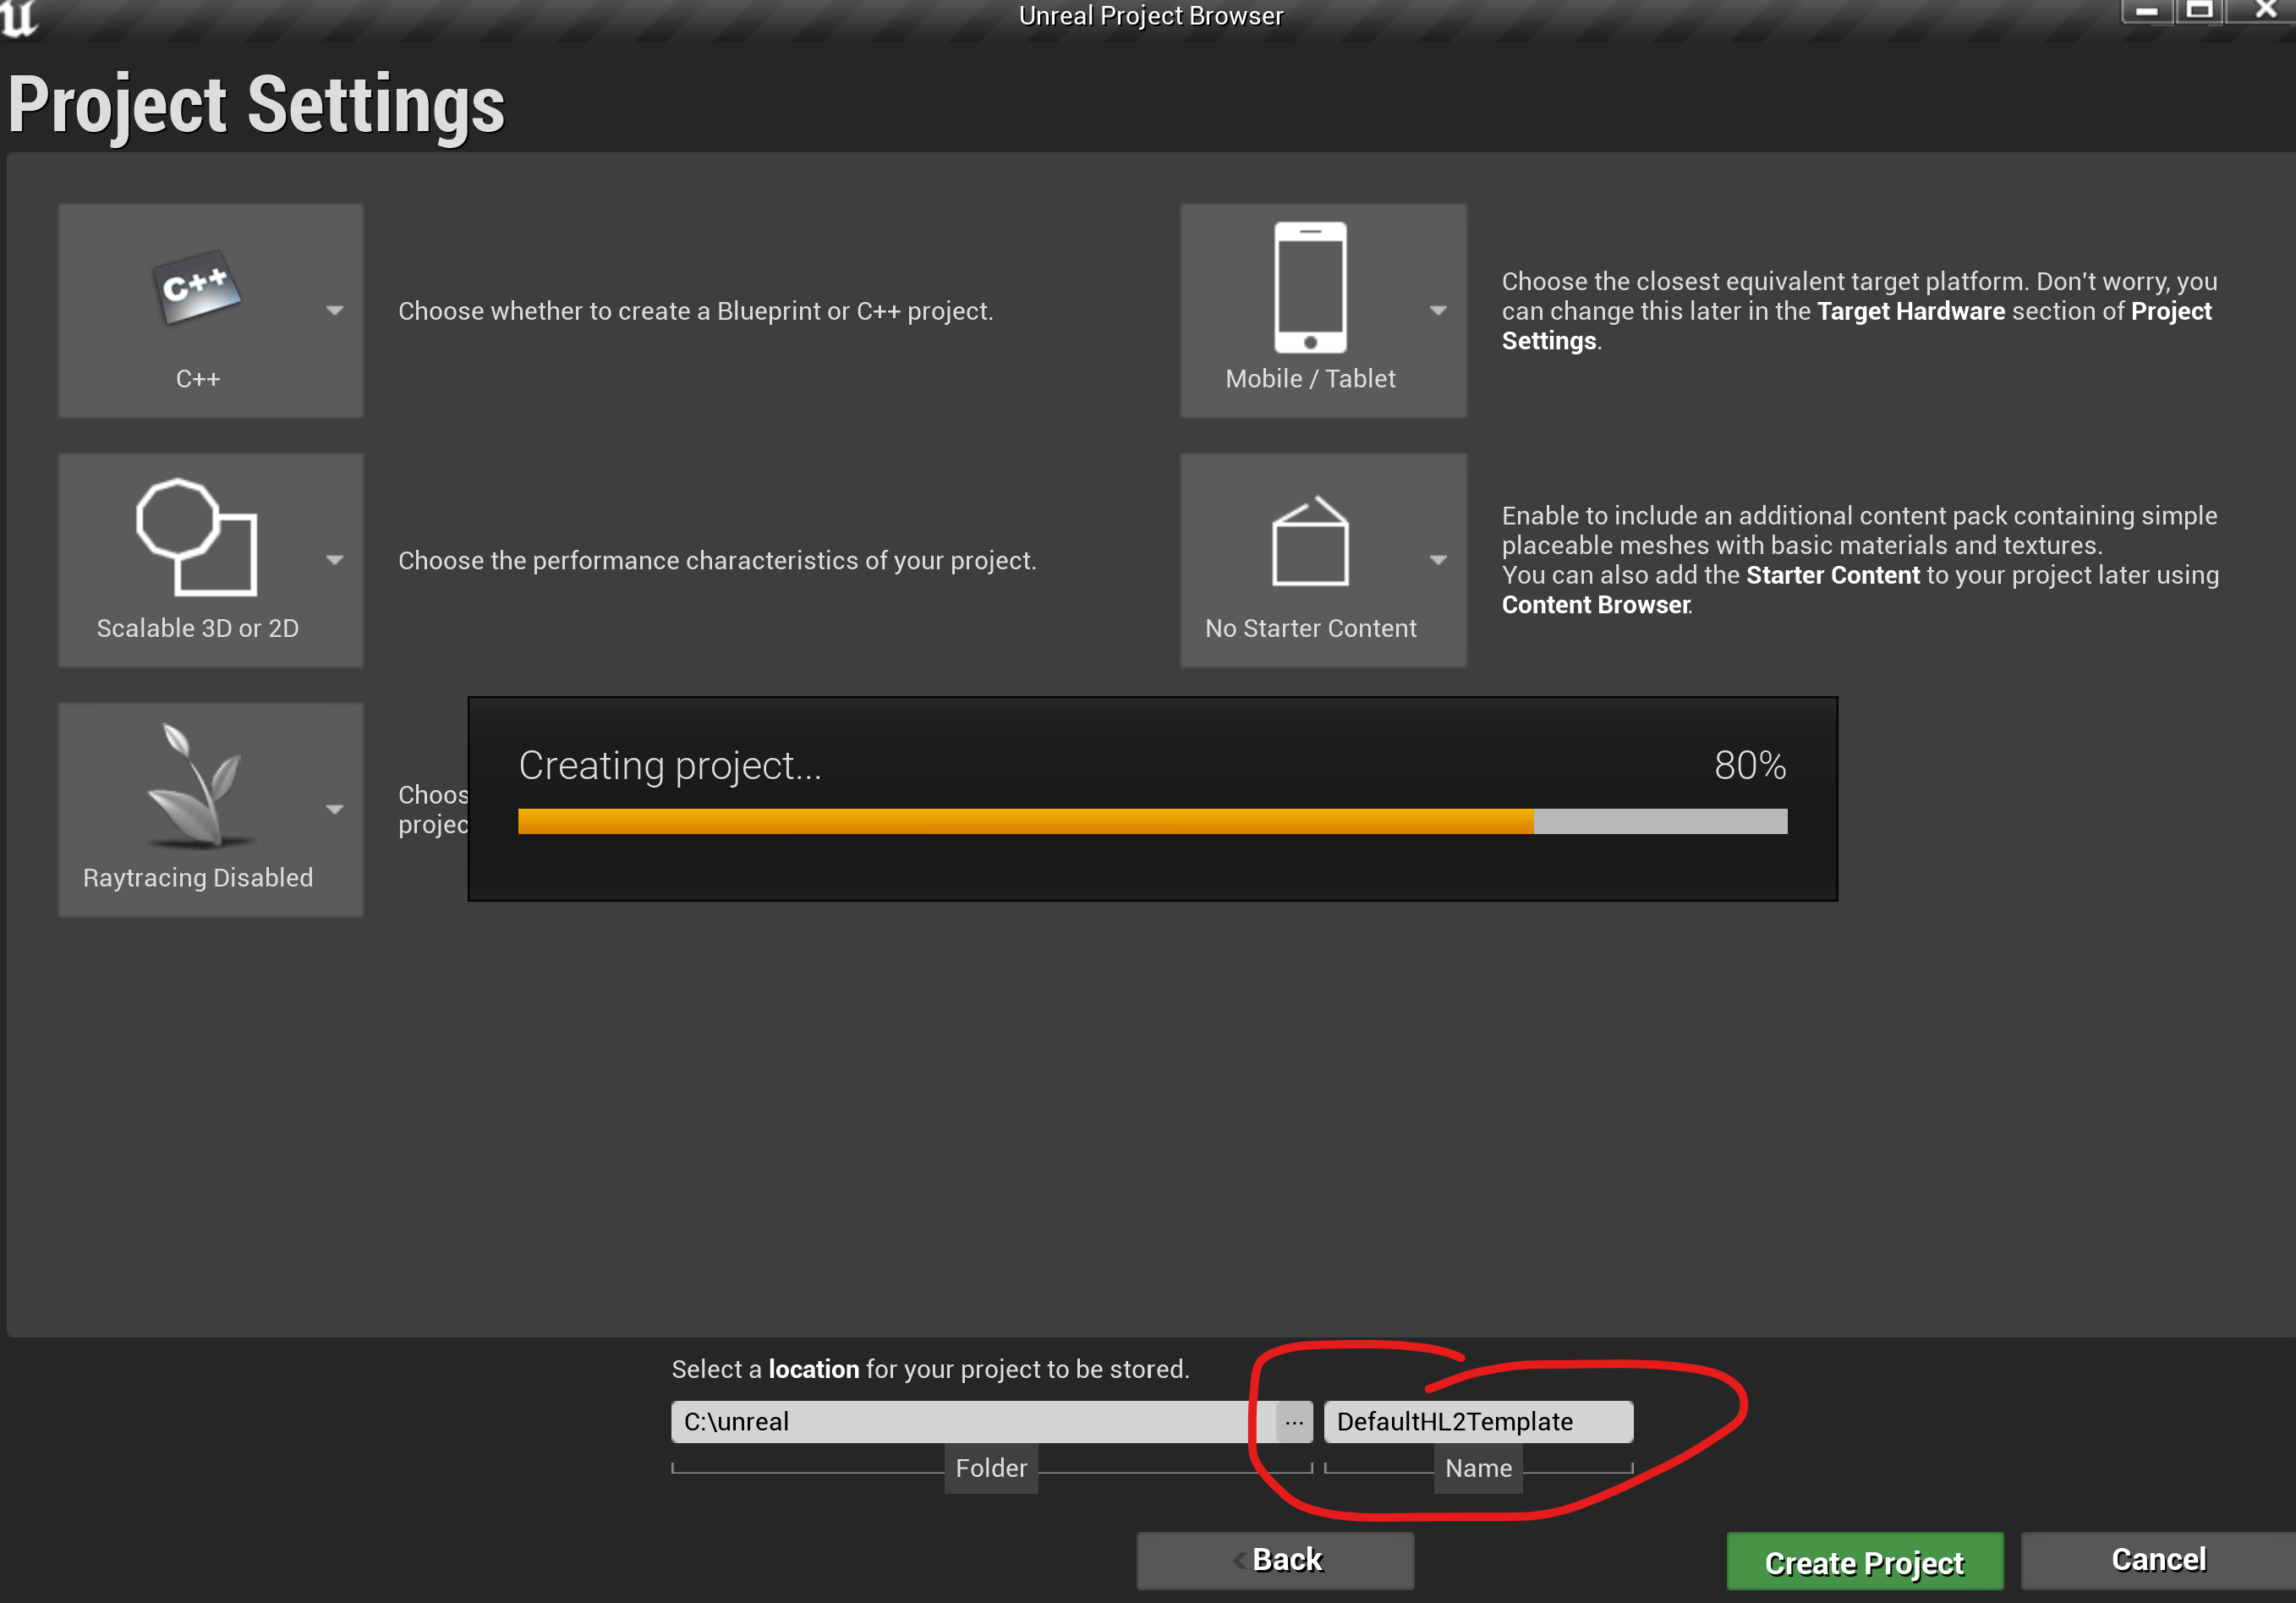 Unreal Project Browser
Project Settings
C++
C++
Choose whether to create a Blueprint or C++ project.
Mobile / Tablet
Choose the closest equivalent target platform. Don't worry, you
can change this later in the Target Hardware section of Project
Settings.
Scalable 3D or 2D
Choose the performance characteristics of your project.
No Starter Content
Enable to include an additional content pack containing simple
placeable meshes with basic materials and textures.
You can also add the Starter Content to your project later using
Content Browser.
Raytracing Disabled
Choos
projec
Creating project...
80%
Select a location for your project to be stored.
C:\unreal
...
DefaultHL2Template
Folder
Name
< Back
Create Project
Cancel